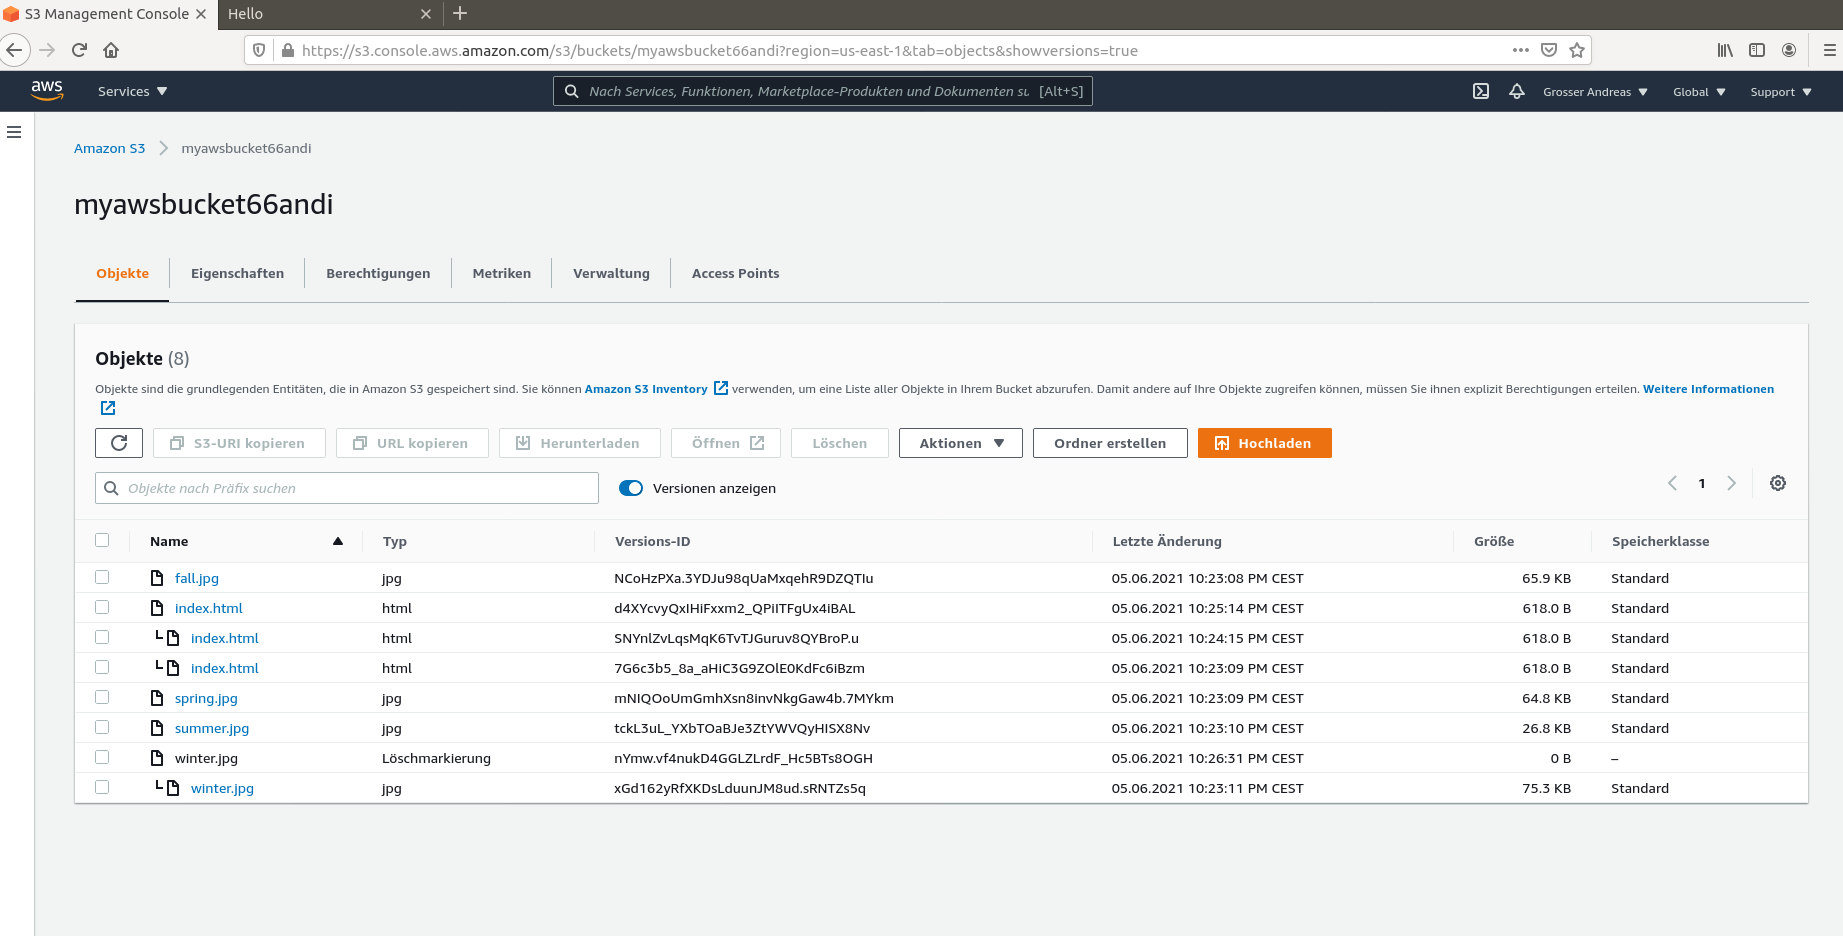 S3 Management Console
Hello
https://s3.console.aws.amazon.com/s3/buckets/myawsbucket66andi?region=us-east-1&tab=objects&showversions=true
aws
Services
Nach Services, Funktionen, Marketplace-Produkten und Dokumenten su [Alt+S]
Grosser Andreas
Global
Support
Amazon S3 myawsbucket66andi
myawsbucket66andi
Objekte Eigenschaften Berechtigungen Metriken Verwaltung Access Points
Objekte (8)
Objekte sind die grundlegenden Entitäten, die in Amazon S3 gespeichert sind. Sie können Amazon S3 Inventory verwenden, um eine Liste aller Objekte in Ihrem Bucket abzurufen. Damit andere auf Ihre Objekte zugreifen können, müssen Sie ihnen explizit Berechtigungen erteilen. Weitere Informationen
S3-URI kopieren URL kopieren Herunterladen Öffnen Löschen Aktionen Ordner erstellen Hochladen
Objekte nach Präfix suchen Versionen anzeigen 1
Name Typ Versions-ID Letzte Änderung Größe Speicherklasse
fall.jpg jpg NCoHzPXa.3YDJu98qUaMxqehR9DZQTIu 05.06.2021 10:23:08 PM CEST 65.9 KB Standard
index.html html d4XYcvyQxIHiFxxm2_QPiITFgUx4iBAL 05.06.2021 10:25:14 PM CEST 618.0 B Standard
index.html html SNYnlZvLqsMqK6TvTJGuruv8QYBroP.u 05.06.2021 10:24:15 PM CEST 618.0 B Standard
index.html html 7G6c3b5_8a_aHiC3G9ZOlE0KdFc6iBzm 05.06.2021 10:23:09 PM CEST 618.0 B Standard
spring.jpg jpg mNIQOoUmGmhXsn8invNkgGaw4b.7MYkm 05.06.2021 10:23:09 PM CEST 64.8 KB Standard
summer.jpg jpg tckL3uL_YXbTOaBJe3ZtYWVQyHISX8Nv 05.06.2021 10:23:10 PM CEST 26.8 KB Standard
winter.jpg Löschmarkierung nYmw.vf4nukD4GGLZLrdF_Hc5BTs8OGH 05.06.2021 10:26:31 PM CEST 0 B –
winter.jpg jpg xGd162yRfXKDsLduunJM8ud.sRNTZs5q 05.06.2021 10:23:11 PM CEST 75.3 KB Standard